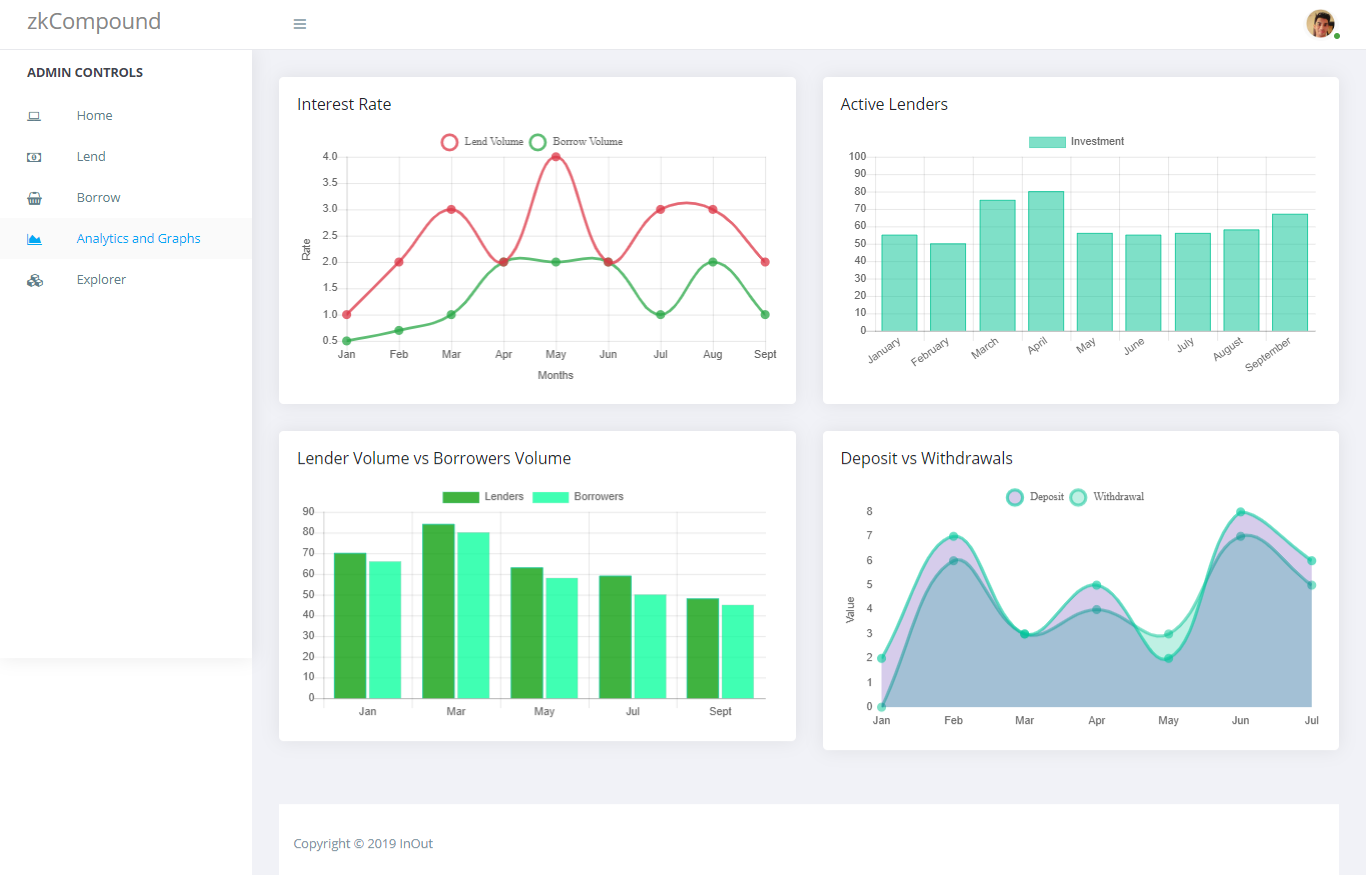 zkCompound
ADMIN CONTROLS
Home
Lend
Borrow
Analytics and Graphs
Explorer
Interest Rate
Lend Volume Borrow Volume
4.0
3.5
3.0
2.5
2.0
1.5
1.0
0.5
Rate
Jan Feb Mar Apr May Jun Jul Aug Sept
Months
Active Lenders
Investment
100
90
80
70
60
50
40
30
20
10
0
January February March April May June July August September
Lender Volume vs Borrowers Volume
Lenders Borrowers
90
80
70
60
50
40
30
20
10
0
Jan Mar May Jul Sept
Deposit vs Withdrawals
Deposit Withdrawal
8
7
6
5
4
3
2
1
0
Value
Jan Feb Mar Apr May Jun Jul
Copyright © 2019 InOut